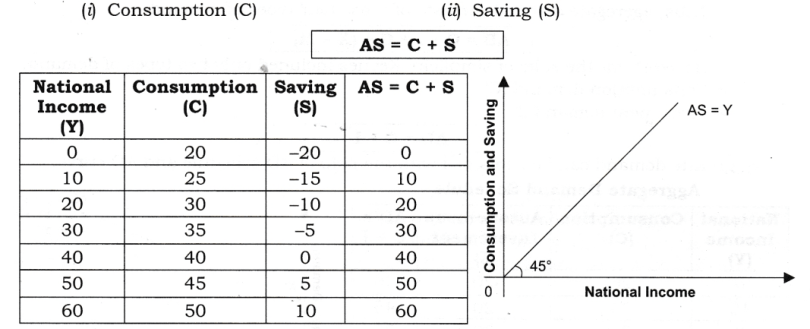 (i) Consumption (C) (ii) Saving (S)
AS = C + S
National Income (Y) Consumption (C) Saving (S) AS = C + S
0 20 –20 0
10 25 –15 10
20 30 –10 20
30 35 –5 30
40 40 0 40
50 45 5 50
60 50 10 60
Consumption and Saving
AS = Y
45°
0
National Income